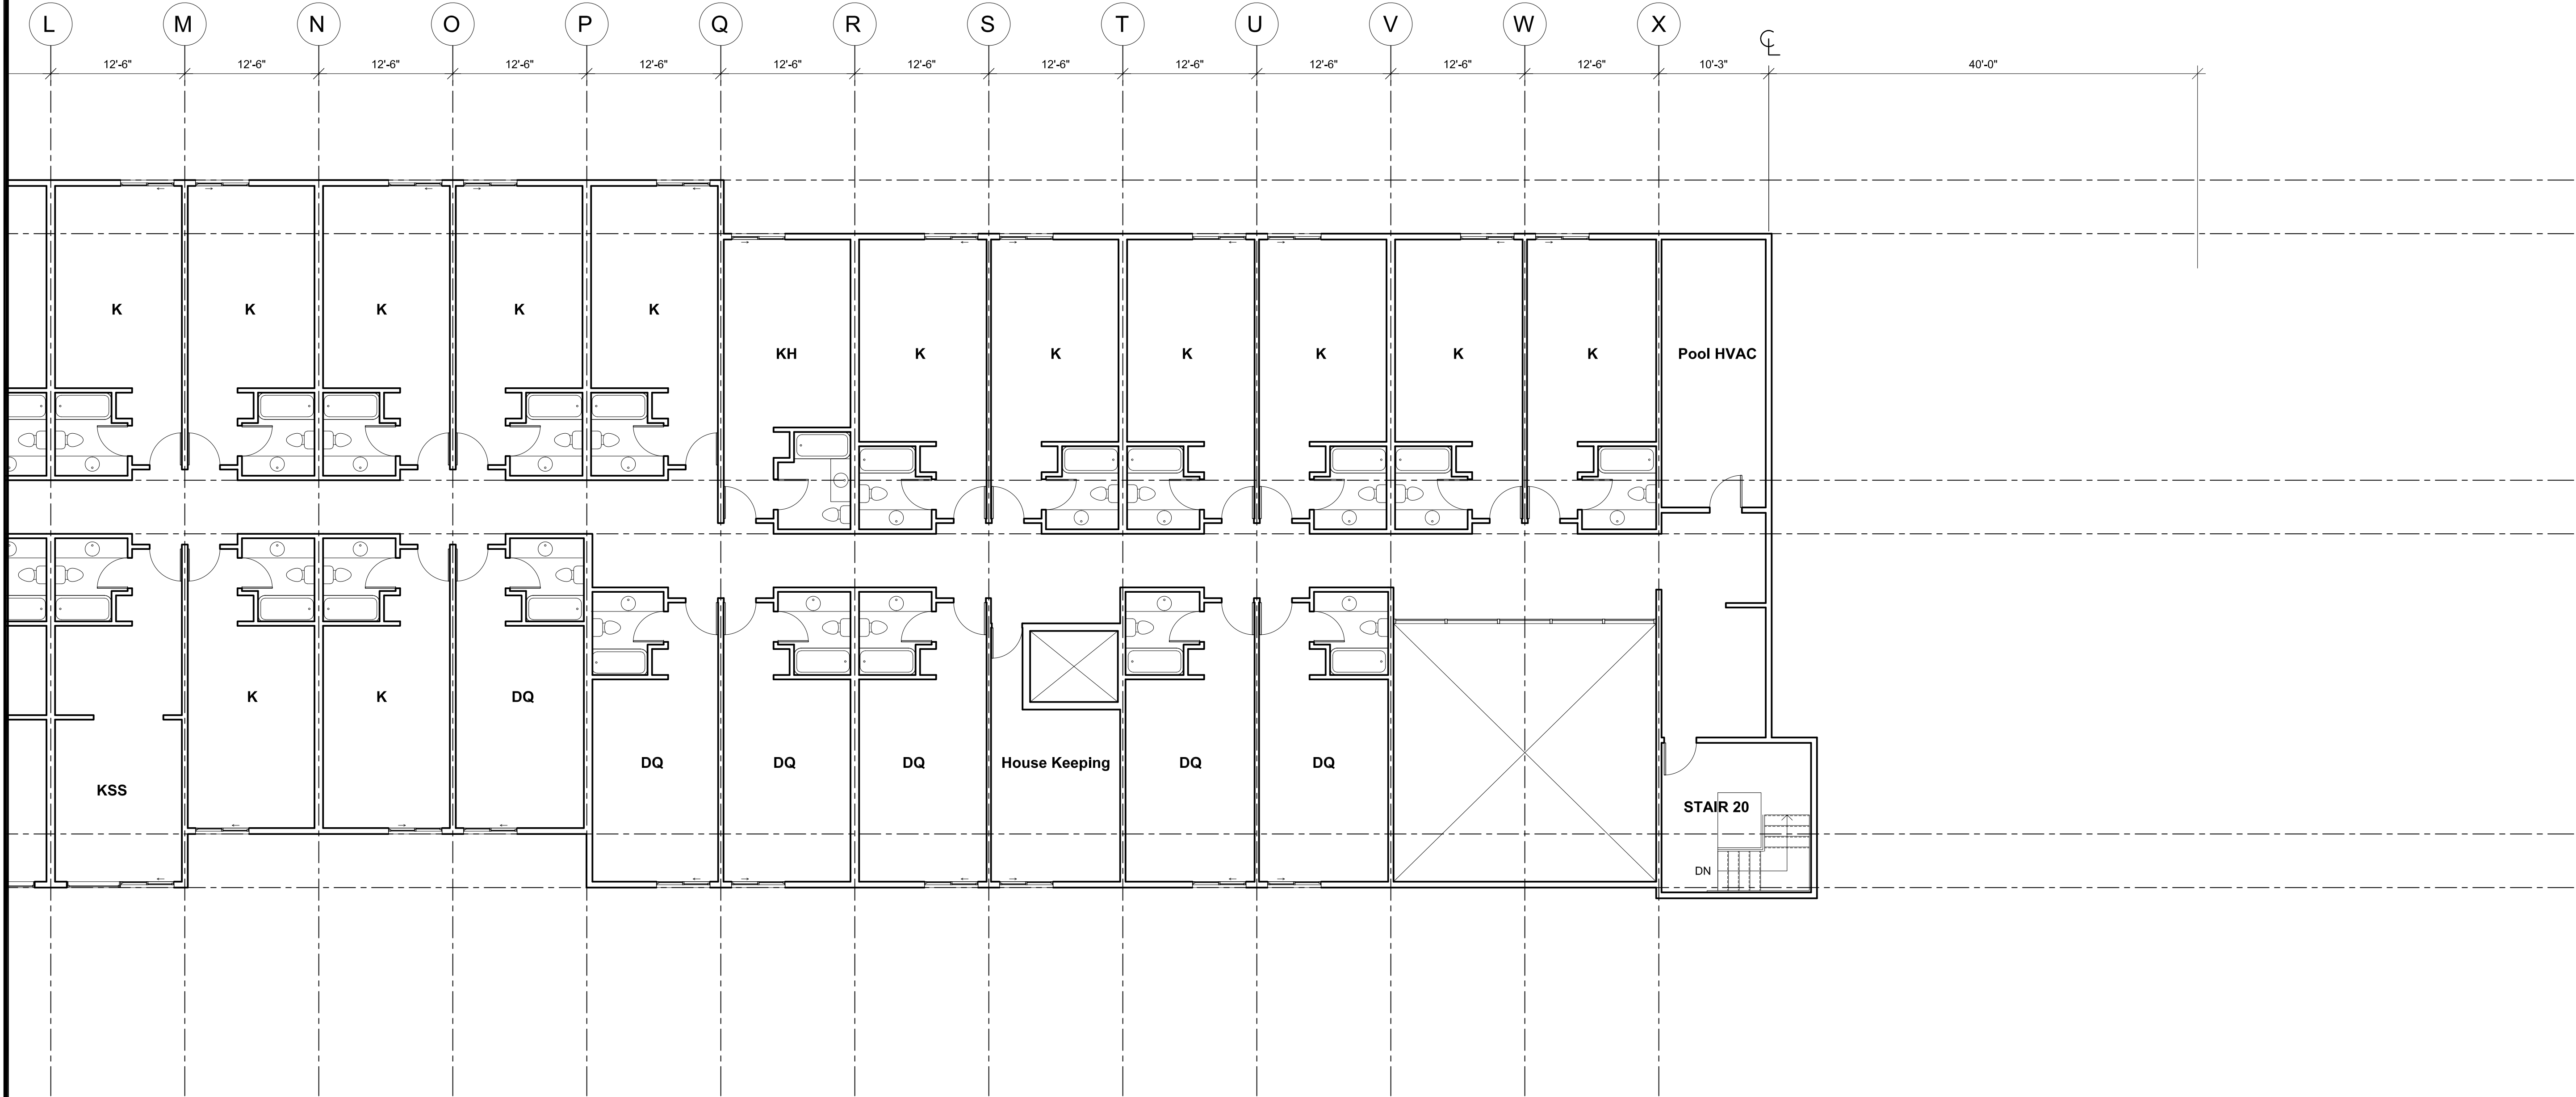 L M N O P Q R S T U V W X ℄
12'-6" 12'-6" 12'-6" 12'-6" 12'-6" 12'-6" 12'-6" 12'-6" 12'-6" 12'-6" 12'-6" 12'-6" 10'-3" 40'-0"
K K K K K
KH K K K K K K Pool HVAC
K K DQ
DQ DQ DQ House Keeping DQ DQ
KSS
STAIR 20
DN